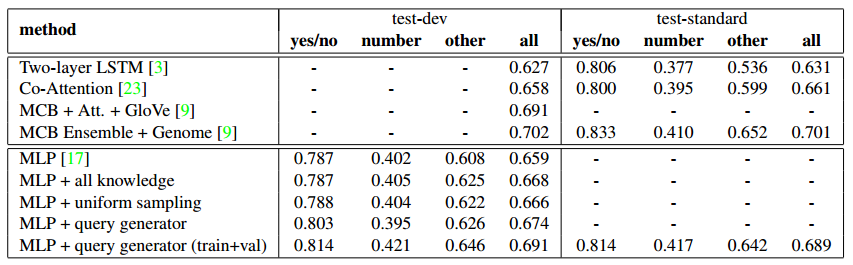 method test-dev test-standard
yes/no number other all yes/no number other all
Two-layer LSTM [3] - - - 0.627 0.806 0.377 0.536 0.631
Co-Attention [23] - - - 0.658 0.800 0.395 0.599 0.661
MCB + Att. + GloVe [9] - - - 0.691 - - - -
MCB Ensemble + Genome [9] - - - 0.702 0.833 0.410 0.652 0.701
MLP [17] 0.787 0.402 0.608 0.659 - - - -
MLP + all knowledge 0.787 0.405 0.625 0.668 - - - -
MLP + uniform sampling 0.788 0.404 0.622 0.666 - - - -
MLP + query generator 0.803 0.395 0.626 0.674 - - - -
MLP + query generator (train+val) 0.814 0.421 0.646 0.691 0.814 0.417 0.642 0.689